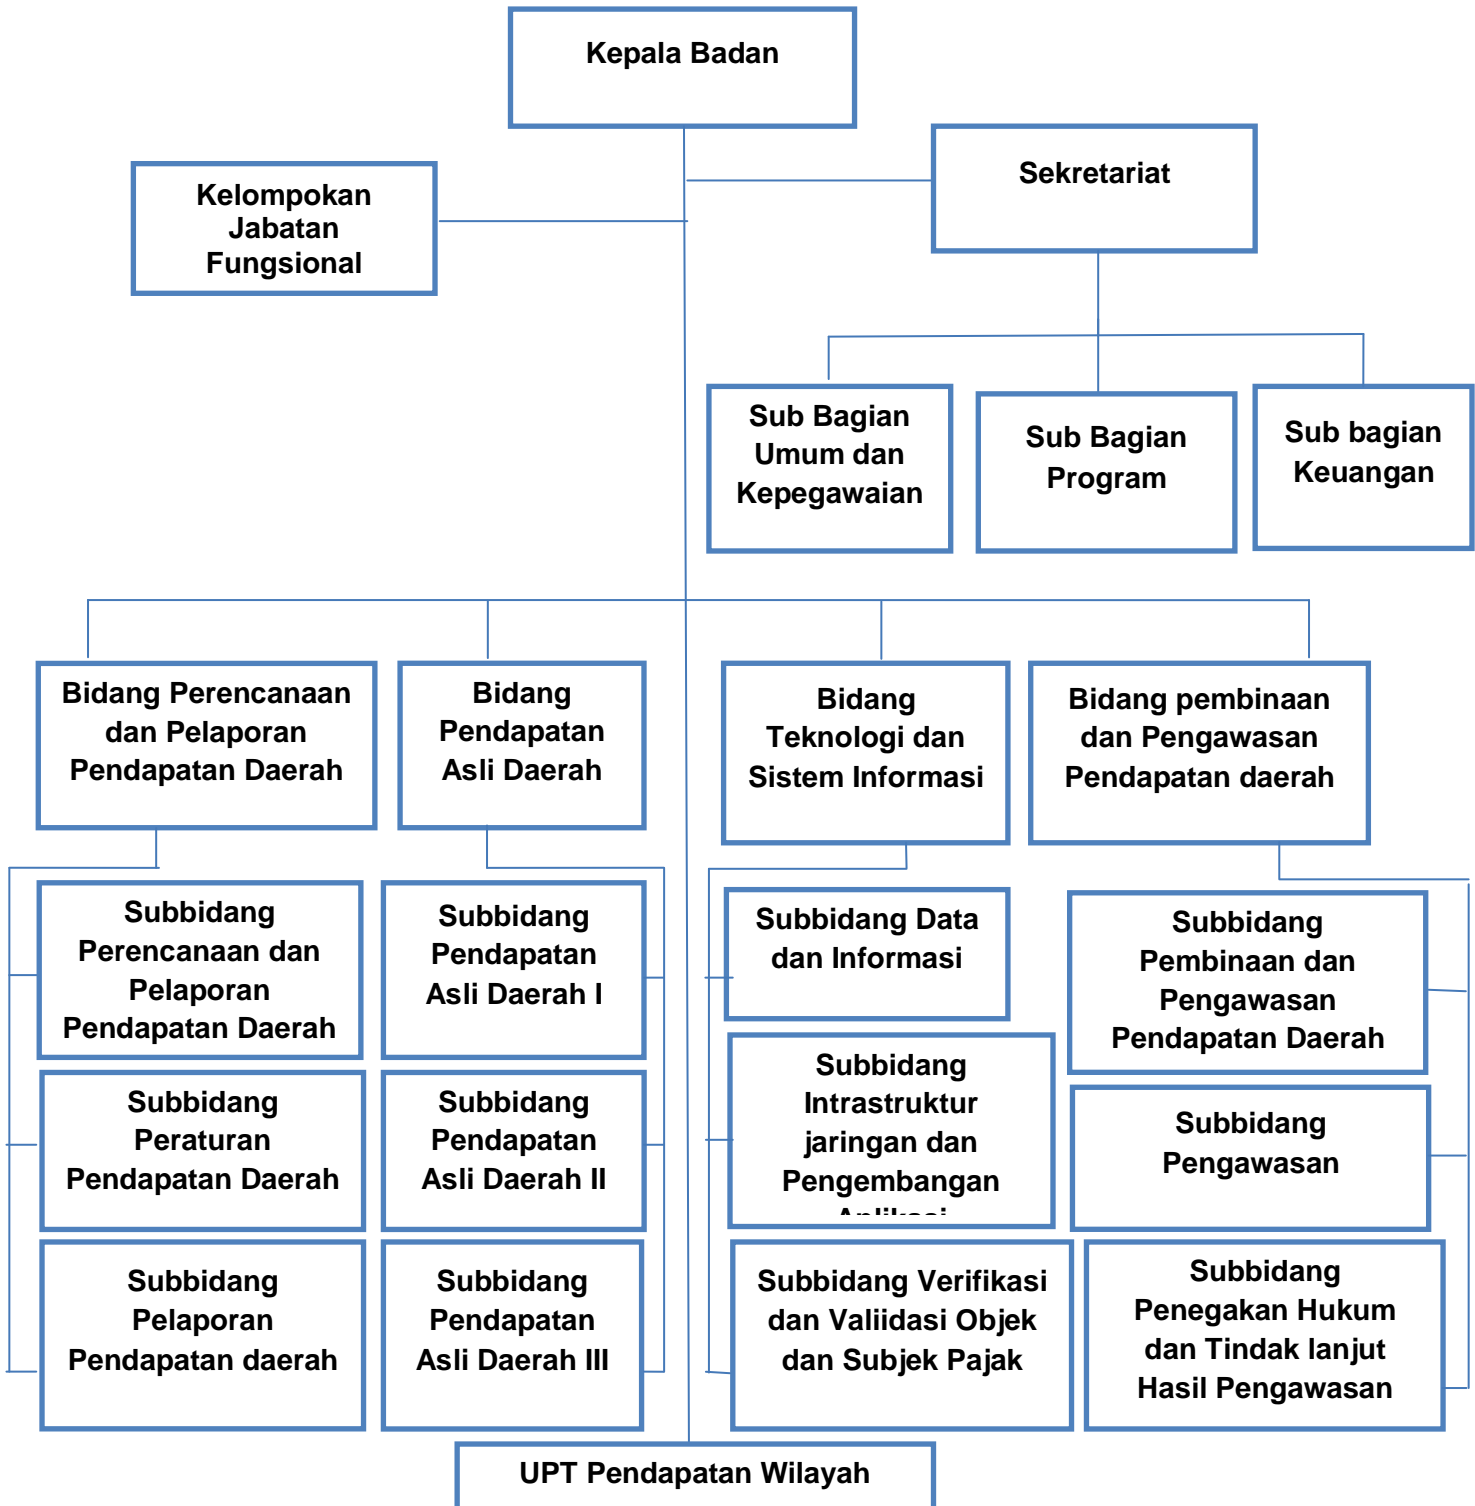 Kepala Badan
Sekretariat
Kelompokan
Jabatan
Fungsional
Sub Bagian
Umum dan
Kepegawaian
Sub Bagian
Program
Sub bagian
Keuangan
Bidang Perencanaan
dan Pelaporan
Pendapatan Daerah
Bidang
Pendapatan
Asli Daerah
Bidang
Teknologi dan
Sistem Informasi
Bidang pembinaan
dan Pengawasan
Pendapatan daerah
Subbidang
Perencanaan dan
Pelaporan
Pendapatan Daerah
Subbidang
Pendapatan
Asli Daerah I
Subbidang Data
dan Informasi
Subbidang
Pembinaan dan
Pengawasan
Pendapatan Daerah
Subbidang
Peraturan
Pendapatan Daerah
Subbidang
Pendapatan
Asli Daerah II
Subbidang
Intrastruktur
jaringan dan
Pengembangan
Aplikasi
Subbidang
Pengawasan
Subbidang
Pelaporan
Pendapatan daerah
Subbidang
Pendapatan
Asli Daerah III
Subbidang Verifikasi
dan Valiidasi Objek
dan Subjek Pajak
Subbidang
Penegakan Hukum
dan Tindak lanjut
Hasil Pengawasan
UPT Pendapatan Wilayah